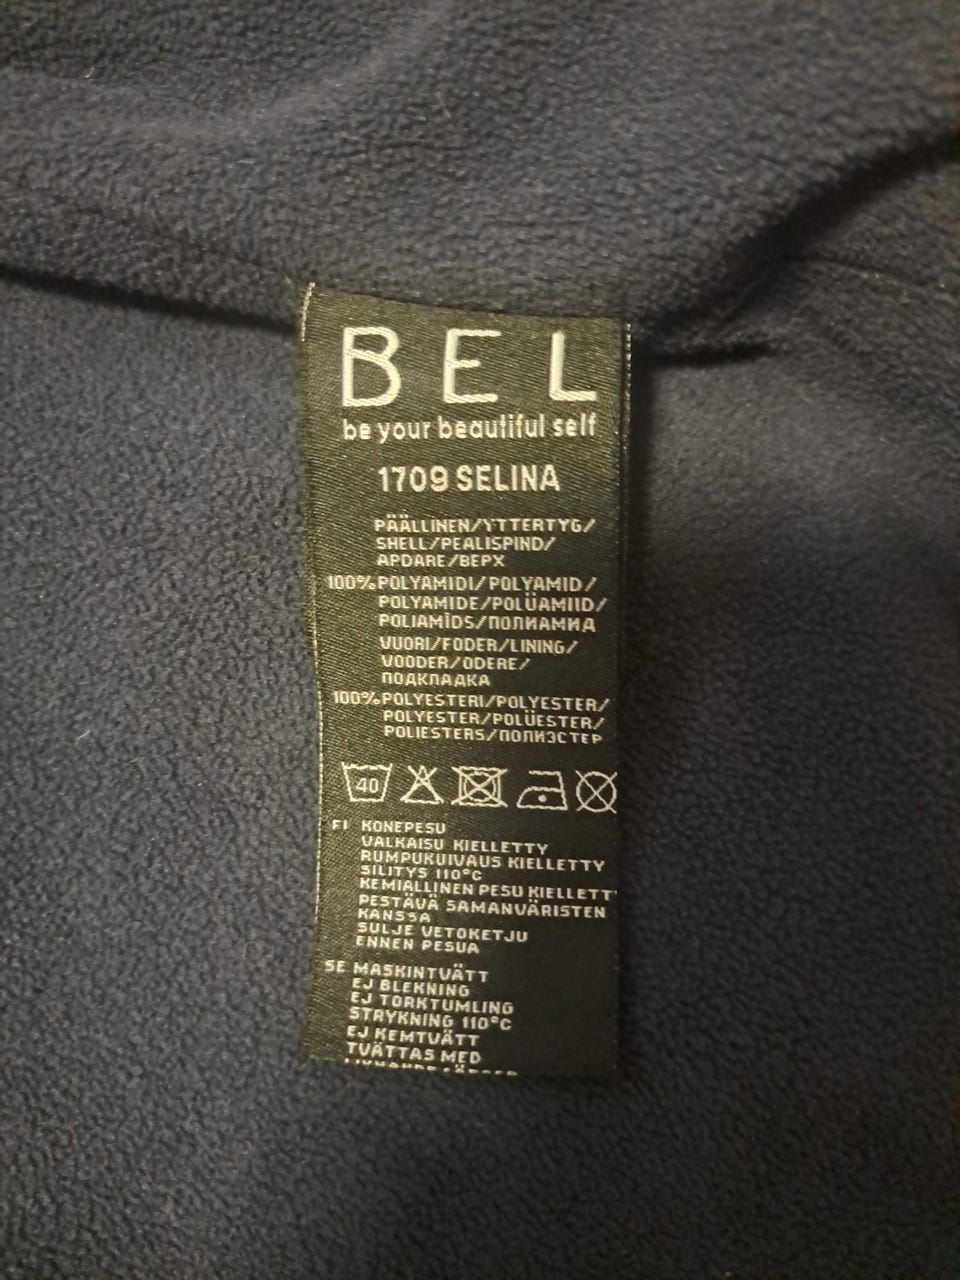 BEL
be your beautiful self
1709 SELINA
PÄÄLLINEN/YTTERTYG/
SHELL/PEALISPIND/
APDARE/ВЕРХ
100% POLYAMIDI/POLYAMID/
POLYAMIDE/POLÜAMIID/
POLIAMĪDS/ПОЛИАМИД
VUORI/FODER/LINING/
VOODER/ODERE/
ПОДКЛАДКА
100% POLYESTERI/POLYESTER/
POLYESTER/POLÜESTER/
POLIESTERS/ПОЛИЭСТЕР
40
FI KONEPESU
VALKAISU KIELLETTY
RUMPUKUIVAUS KIELLETTY
SILITYS 110°C
KEMIALLINEN PESU KIELLETT
PESTÄVÄ SAMANVÄRISTEN
KANSSA
SULJE VETOKETJU
ENNEN PESUA
SE MASKINTVÄTT
EJ BLEKNING
EJ TORKTUMLING
STRYKNING 110°C
EJ KEMTVÄTT
TVÄTTAS MED